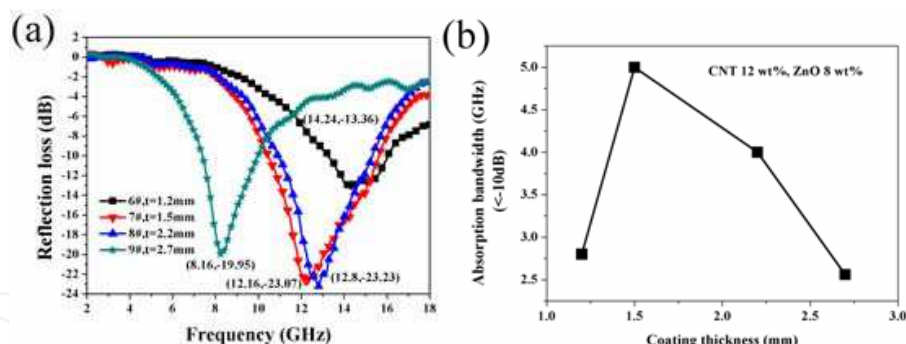 (a)
2
0
-2
-4
-6
-8
-10
-12
-14
-16
-18
-20
-22
-24
Reflection loss (dB)
(14.24,-13.36)
6#,t=1.2mm
7#,t=1.5mm
8#,t=2.2mm
9#,t=2.7mm
(8.16,-19.95)
(12.16,-23.07)
(12.8,-23.23)
2 4 6 8 10 12 14 16 18
Frequency (GHz)
(b)
CNT 12 wt%, ZnO 8 wt%
5.0
4.5
4.0
3.5
3.0
2.5
Absorption bandwidth (GHz)
(<-10dB)
1.0 1.5 2.0 2.5 3.0
Coating thickness (mm)